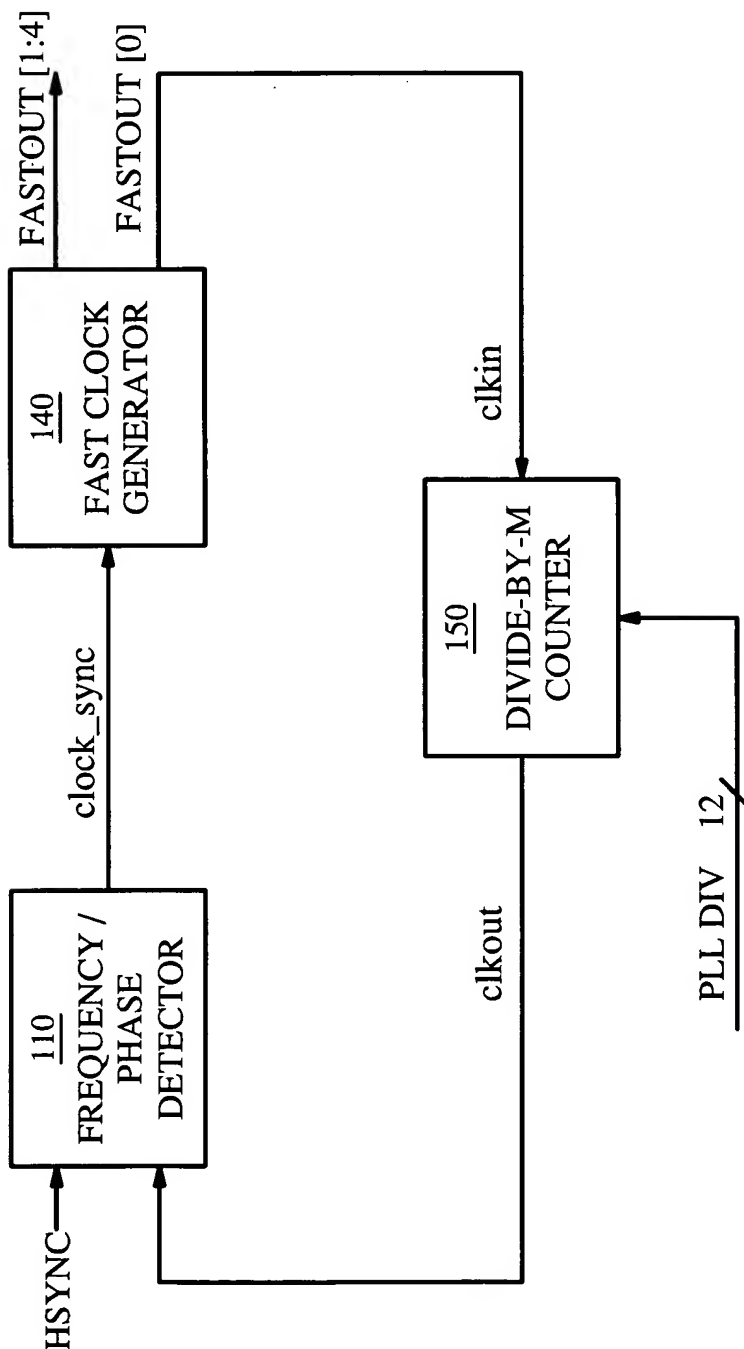 HSYNC
110
FREQUENCY /
PHASE
DETECTOR
clock_sync
140
FAST CLOCK
GENERATOR
FASTOUT [1:4]
FASTOUT [0]
clkin
150
DIVIDE-BY-M
COUNTER
clkout
PLL DIV 12